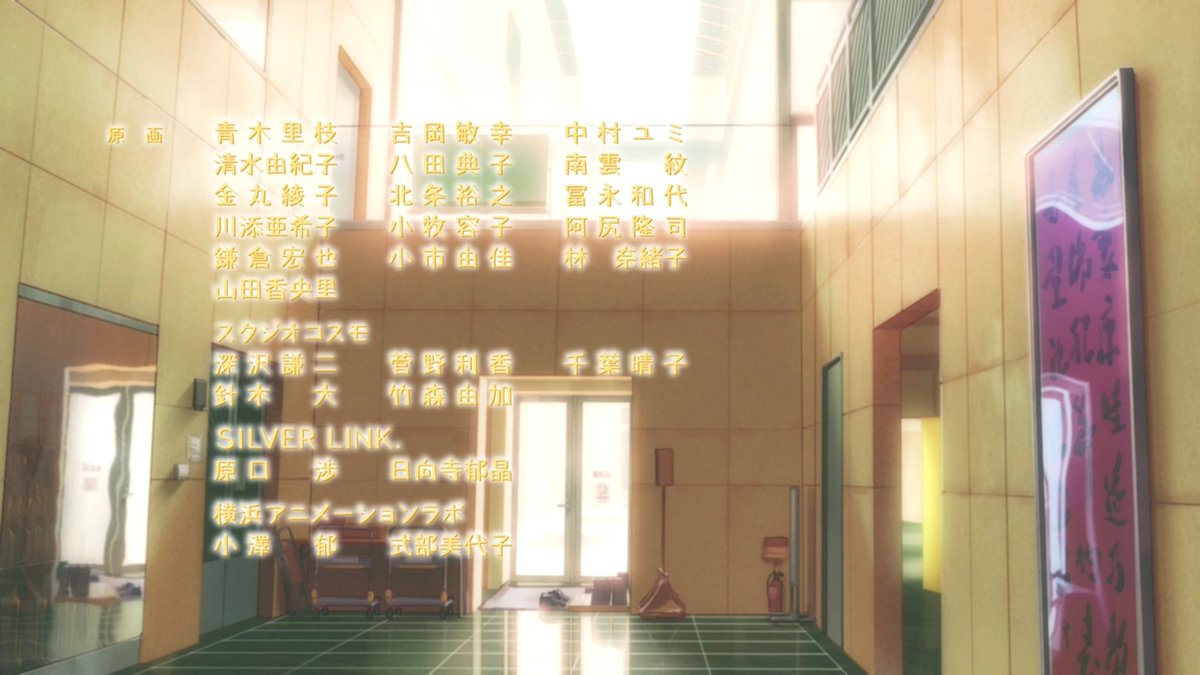 原画 青木里枝 吉岡敏幸 中村ユミ
清水由紀子 八田典子 南雲 紋
金丸綾子 北条裕之 冨永和代
川添亜希子 小牧容子 阿尻隆司
鎌倉宏也 小市由佳 林 奈緒子
山田香央里
スタジオコスモ
深沢謙二 菅野利香 千葉晴子
針木 大 竹森由加
SILVER LINK.
原口 渉 日向寺郁晶
横浜アニメーションラボ
小澤 郁 式部美代子